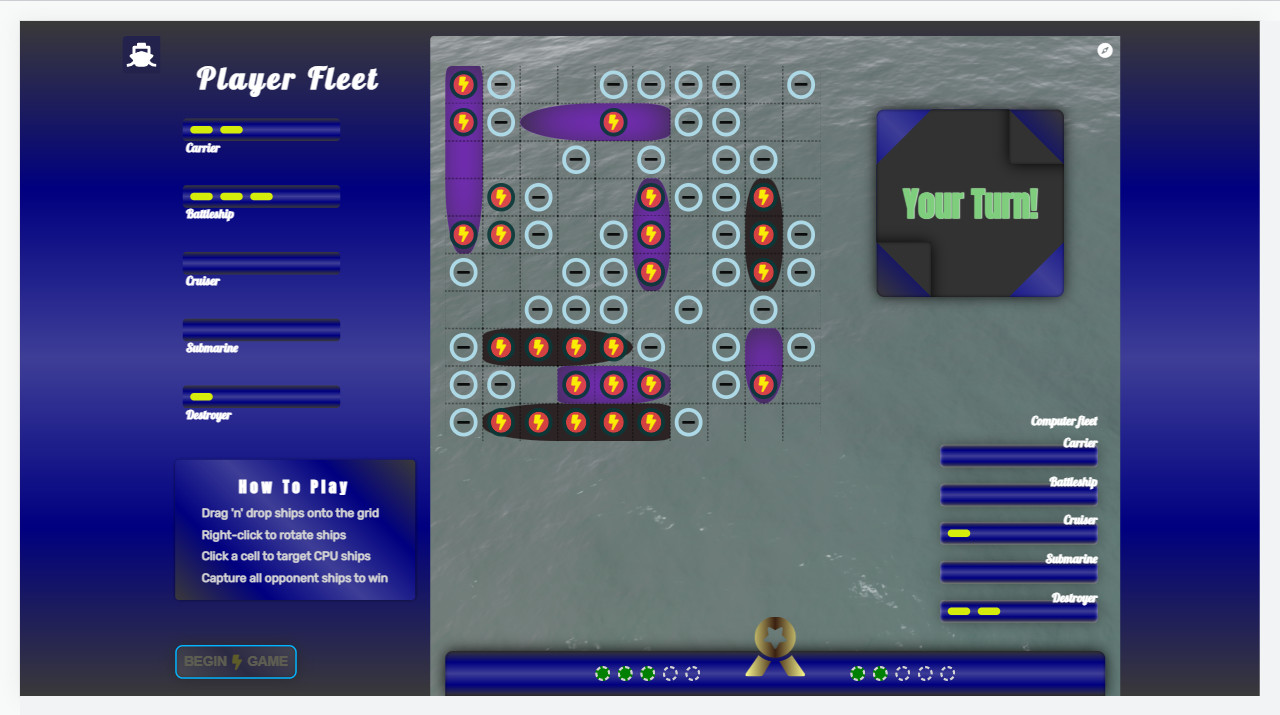 Player Fleet
Carrier
Battleship
Cruiser
Submarine
Destroyer
How To Play
Drag 'n' drop ships onto the grid
Right-click to rotate ships
Click a cell to target CPU ships
Capture all opponent ships to win
BEGIN GAME
Your Turn!
Computer fleet
Carrier
Battleship
Cruiser
Submarine
Destroyer